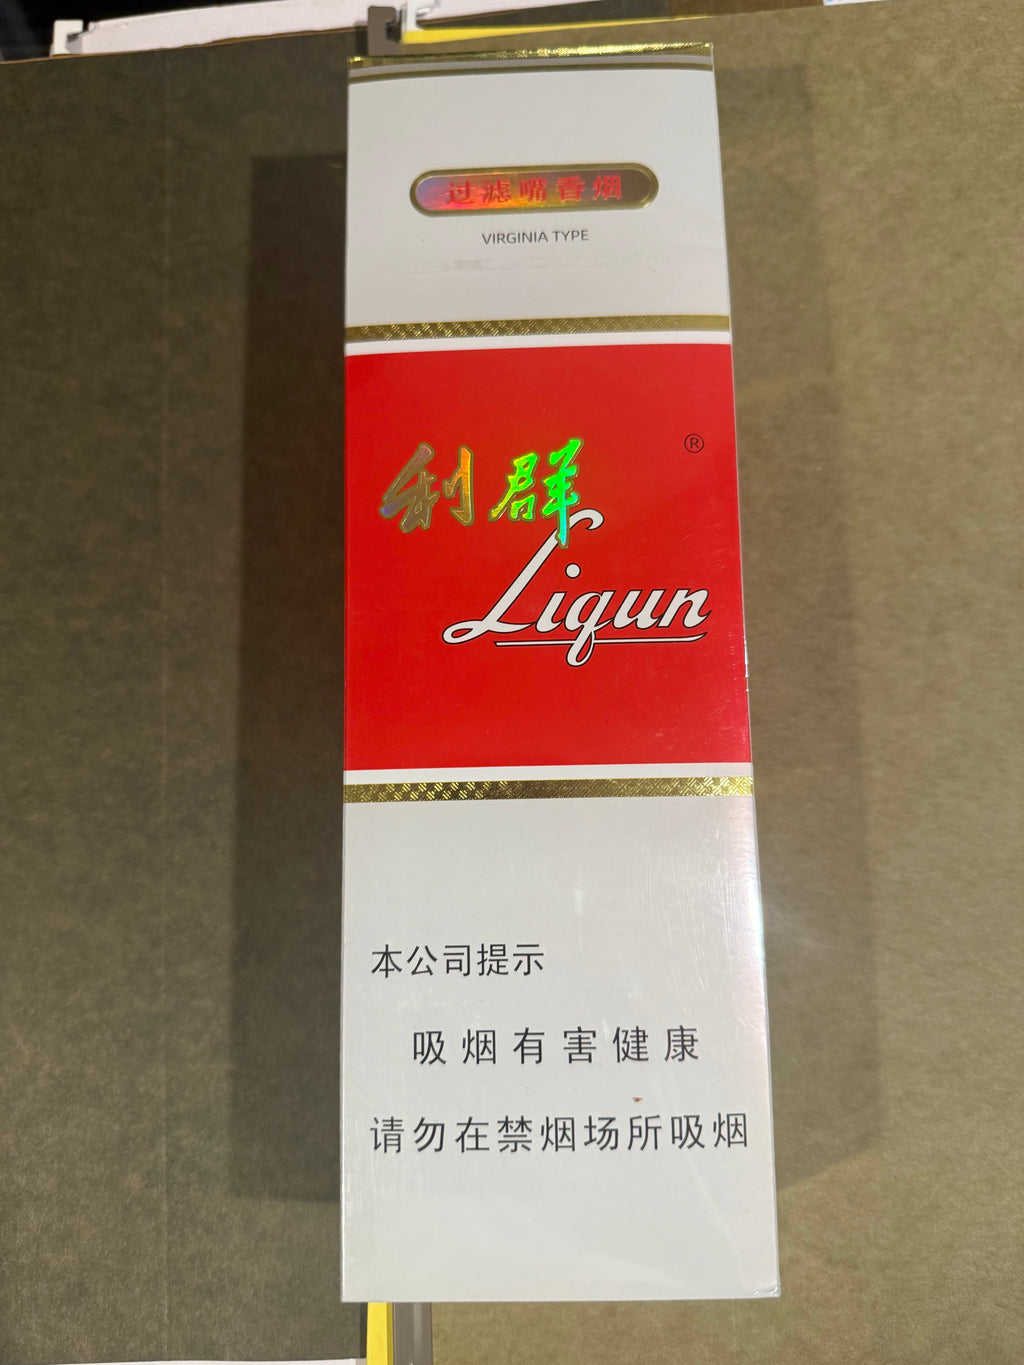 过滤嘴香烟
VIRGINIA TYPE
®
利群
Liqun
本公司提示
吸烟有害健康
请勿在禁烟场所吸烟